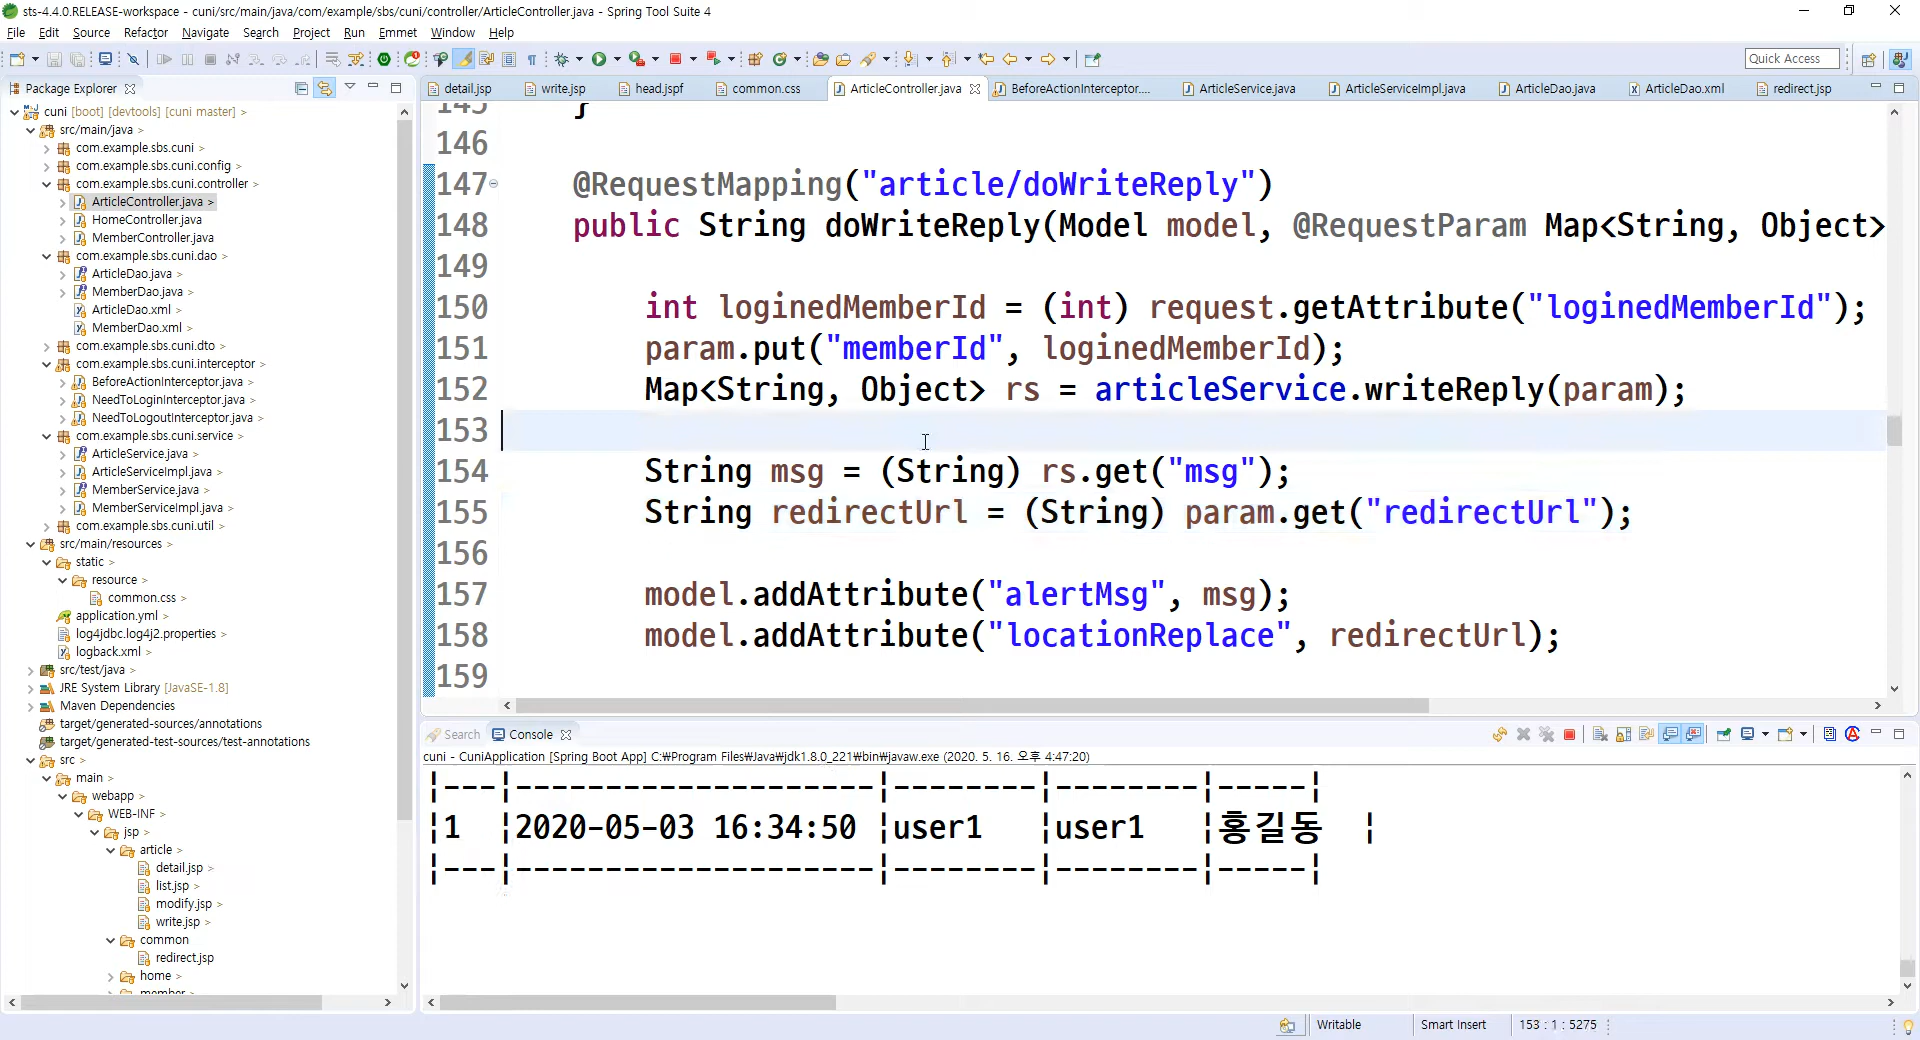 sts-4.4.0.RELEASE-workspace - cuni/src/main/java/com/example/sbs/cuni/controller/ArticleController.java - Spring Tool Suite 4
File Edit Source Refactor Navigate Search Project Run Emmet Window Help
Quick Access
Package Explorer
cuni [boot] [devtools] [cuni master] >
src/main/java >
com.example.sbs.cuni >
com.example.sbs.cuni.config >
com.example.sbs.cuni.controller >
ArticleController.java >
HomeController.java
MemberController.java
com.example.sbs.cuni.dao >
ArticleDao.java >
MemberDao.java >
ArticleDao.xml >
MemberDao.xml >
com.example.sbs.cuni.dto >
com.example.sbs.cuni.interceptor >
BeforeActionInterceptor.java >
NeedToLoginInterceptor.java >
NeedToLogoutInterceptor.java >
com.example.sbs.cuni.service >
ArticleService.java >
ArticleServiceImpl.java >
MemberService.java >
MemberServiceImpl.java >
com.example.sbs.cuni.util >
src/main/resources >
static >
resource >
common.css >
application.yml >
log4jdbc.log4j2.properties >
logback.xml >
src/test/java >
JRE System Library [JavaSE-1.8]
Maven Dependencies
target/generated-sources/annotations
target/generated-test-sources/test-annotations
src >
main >
webapp >
WEB-INF >
jsp >
article >
detail.jsp >
list.jsp >
modify.jsp >
write.jsp >
common
redirect.jsp
home >
member
detail.jsp write.jsp head.jspf common.css ArticleController.java BeforeActionInterceptor.... ArticleService.java ArticleServiceImpl.java ArticleDao.java ArticleDao.xml redirect.jsp
145 }
146
147 @RequestMapping("article/doWriteReply")
148 public String doWriteReply(Model model, @RequestParam Map<String, Object>
149
150 int loginedMemberId = (int) request.getAttribute("loginedMemberId");
151 param.put("memberId", loginedMemberId);
152 Map<String, Object> rs = articleService.writeReply(param);
153
154 String msg = (String) rs.get("msg");
155 String redirectUrl = (String) param.get("redirectUrl");
156
157 model.addAttribute("alertMsg", msg);
158 model.addAttribute("locationReplace", redirectUrl);
159
Search Console
cuni - CuniApplication [Spring Boot App] C:₩Program Files₩Java₩jdk1.8.0_221₩bin₩javaw.exe (2020. 5. 16. 오후 4:47:20)
|---|--------------------|--------|--------|-----|
|1 |2020-05-03 16:34:50 |user1 |user1 |홍길동 |
|---|--------------------|--------|--------|-----|
Writable Smart Insert 153 : 1 : 5275